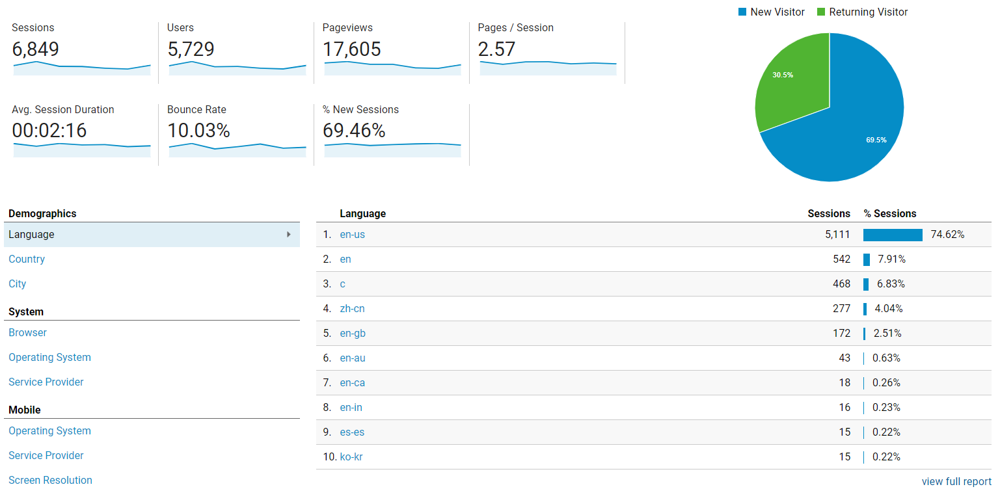 New Visitor Returning Visitor
Sessions
6,849
Users
5,729
Pageviews
17,605
Pages / Session
2.57
Avg. Session Duration
00:02:16
Bounce Rate
10.03%
% New Sessions
69.46%
30.5%
69.5%
Demographics
Language
Country
City
System
Browser
Operating System
Service Provider
Mobile
Operating System
Service Provider
Screen Resolution
Language Sessions % Sessions
1. en-us 5,111 74.62%
2. en 542 7.91%
3. c 468 6.83%
4. zh-cn 277 4.04%
5. en-gb 172 2.51%
6. en-au 43 0.63%
7. en-ca 18 0.26%
8. en-in 16 0.23%
9. es-es 15 0.22%
10. ko-kr 15 0.22%
view full report